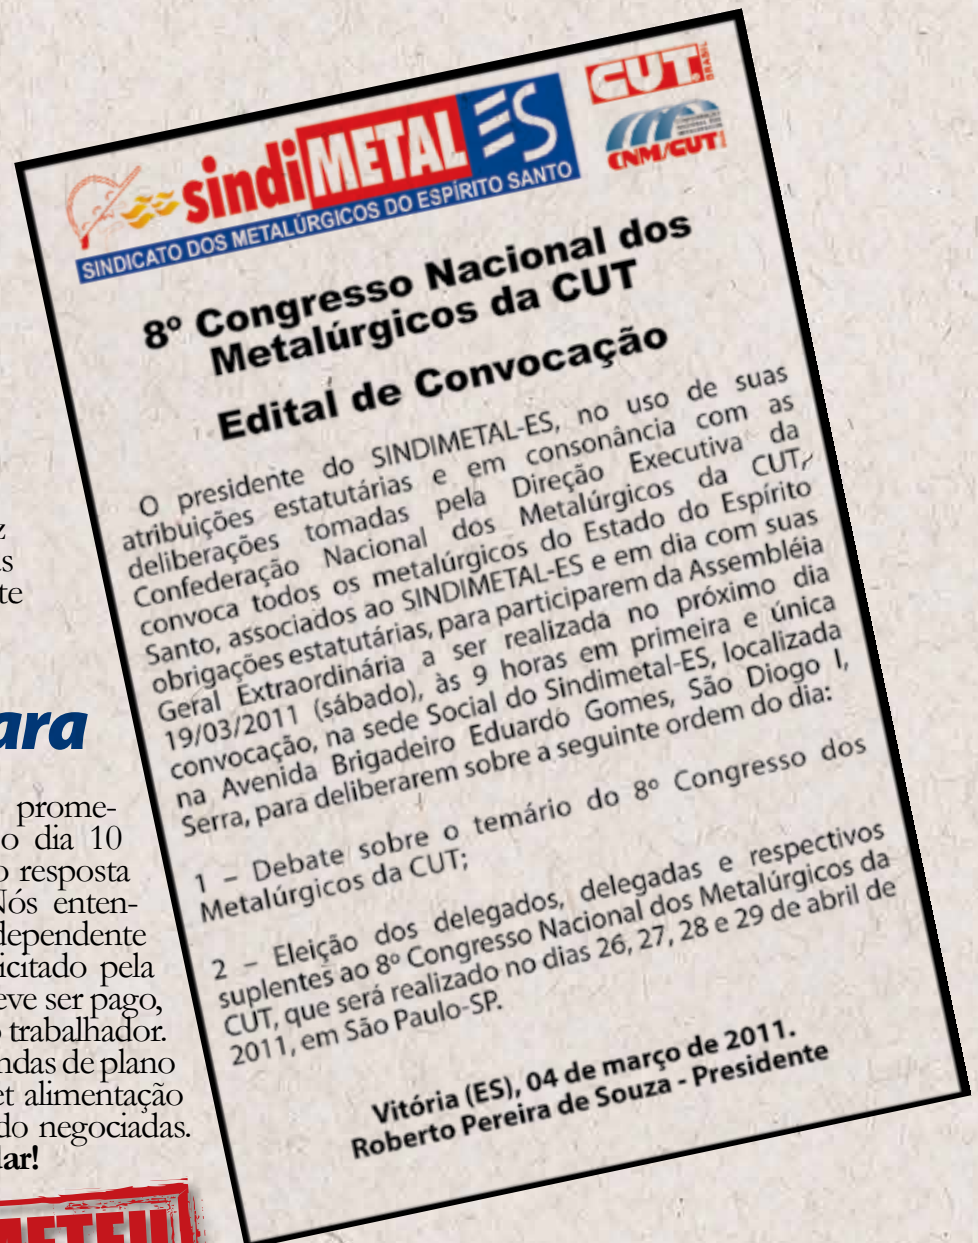 sindiMETAL ES
SINDICATO DOS METALÚRGICOS DO ESPÍRITO SANTO
CUT
BRASIL
CNM/CUT
8º Congresso Nacional dos
Metalúrgicos da CUT
Edital de Convocação
O presidente do SINDIMETAL-ES, no uso de suas
atribuições estatutárias e em consonância com as
deliberações tomadas pela Direção Executiva da
Confederação Nacional dos Metalúrgicos da CUT,
convoca todos os metalúrgicos do Estado do Espírito
Santo, associados ao SINDIMETAL-ES e em dia com suas
obrigações estatutárias, para participarem da Assembléia
Geral Extraordinária a ser realizada no próximo dia
19/03/2011 (sábado), às 9 horas em primeira e única
convocação, na sede Social do Sindimetal-ES, localizada
na Avenida Brigadeiro Eduardo Gomes, São Diogo I,
Serra, para deliberarem sobre a seguinte ordem do dia:
1 – Debate sobre o temário do 8º Congresso dos
Metalúrgicos da CUT;
2 – Eleição dos delegados, delegadas e respectivos
suplentes ao 8º Congresso Nacional dos Metalúrgicos da
CUT, que será realizado no dias 26, 27, 28 e 29 de abril de
2011, em São Paulo-SP.
Vitória (ES), 04 de março de 2011.
Roberto Pereira de Souza - Presidente
z
s
te
ara
prome-
o dia 10
o resposta
Nós enten-
dependente
icitado pela
eve ser pago,
o trabalhador.
ndas de plano
et alimentação
do negociadas.
lar!
METEU